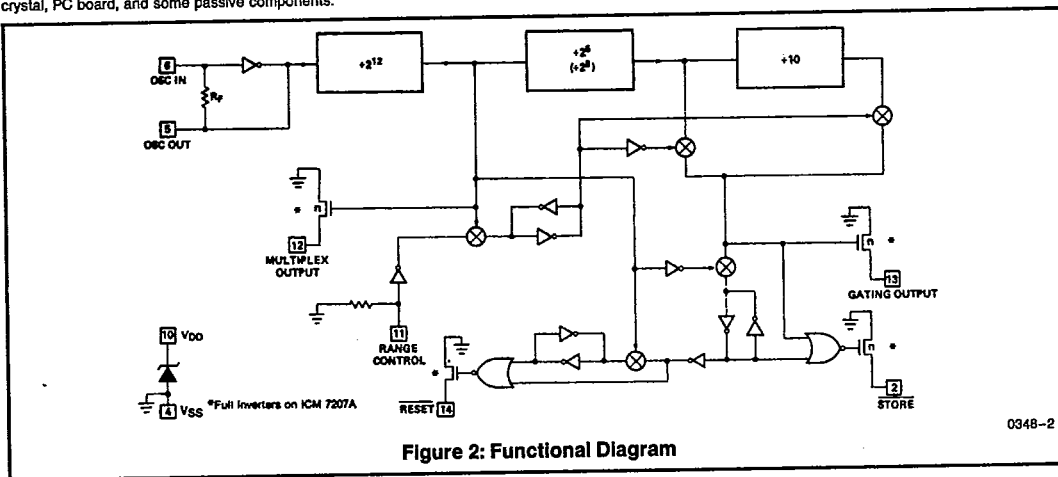 crystal, PC board, and some passive components.
6
OSC IN
RF
5
OSC OUT
÷2¹²
÷2⁶
(÷2⁸)
÷10
n
*
12
MULTIPLEX
OUTPUT
11
RANGE
CONTROL
n
*
13
GATING OUTPUT
n
*
2
STORE
*
RESET
14
10 VDD
4 VSS
*Full Inverters on ICM 7207A
0348–2
Figure 2: Functional Diagram